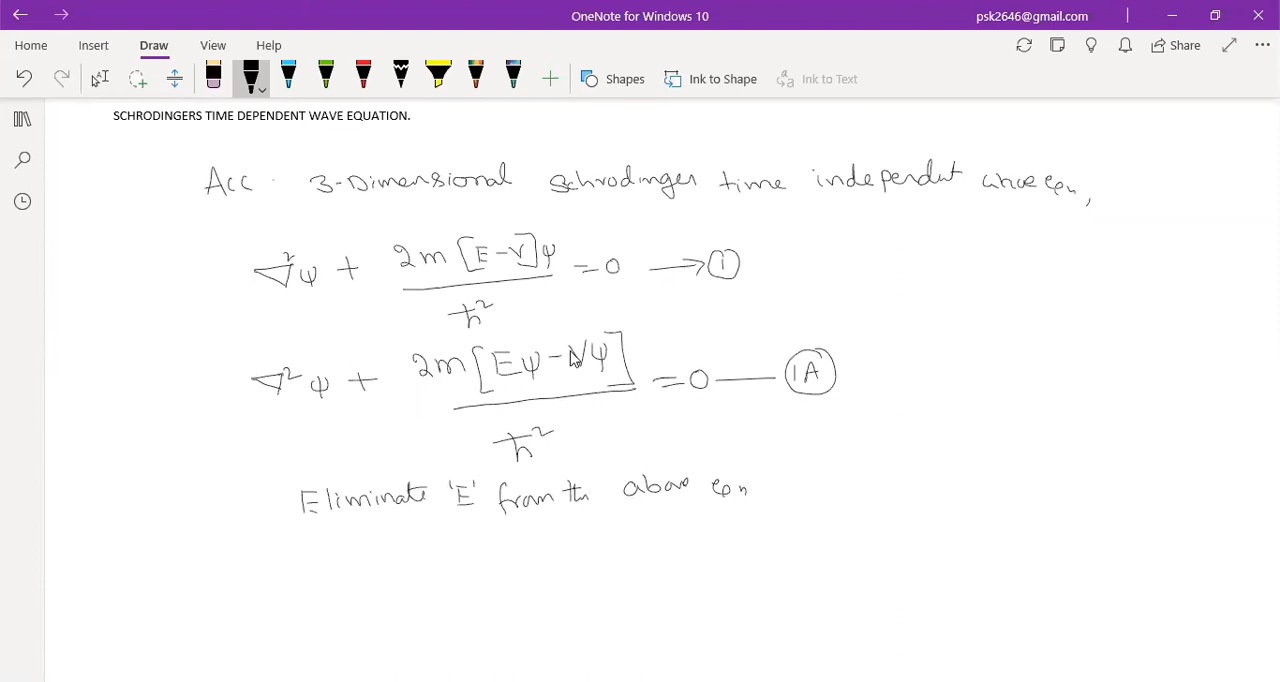 OneNote for Windows 10
psk2646@gmail.com
Home Insert Draw View Help
Share
Shapes Ink to Shape Ink to Text
SCHRODINGERS TIME DEPENDENT WAVE EQUATION.
Acc . 3-Dimensional schrodinger time independent wave eqn,
∇²ψ + 2m[E-V]ψ/ħ² = 0 → ①
∇²ψ + 2m[Eψ-Vψ]/ħ² = 0 — (1A)
Eliminate 'E' from the above eqn